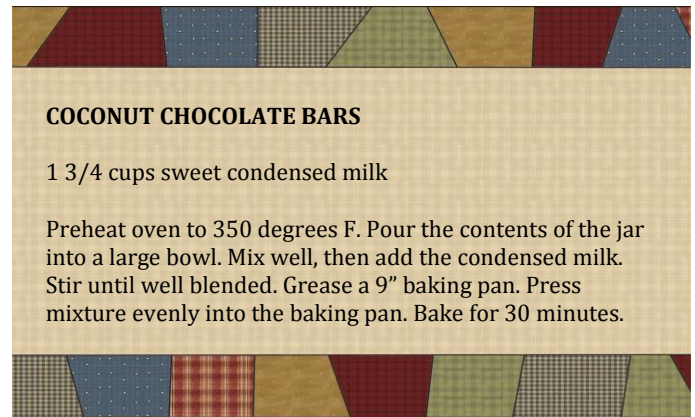 COCONUT CHOCOLATE BARS
1 3/4 cups sweet condensed milk
Preheat oven to 350 degrees F. Pour the contents of the jar
into a large bowl. Mix well, then add the condensed milk.
Stir until well blended. Grease a 9” baking pan. Press
mixture evenly into the baking pan. Bake for 30 minutes.